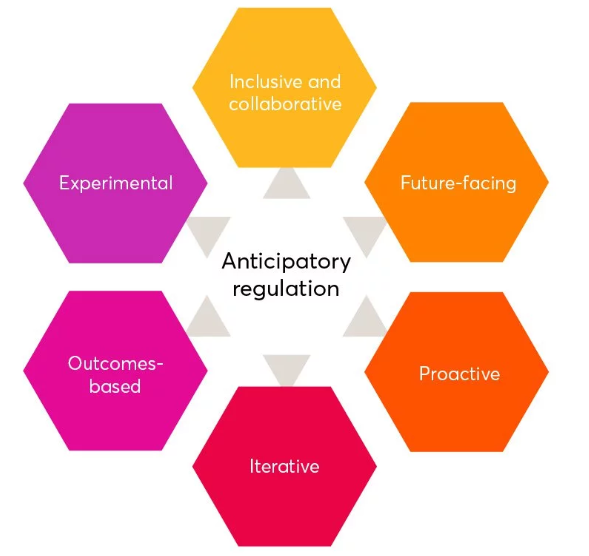 Inclusive and
collaborative
Experimental
Future-facing
Anticipatory
regulation
Outcomes-
based
Proactive
Iterative